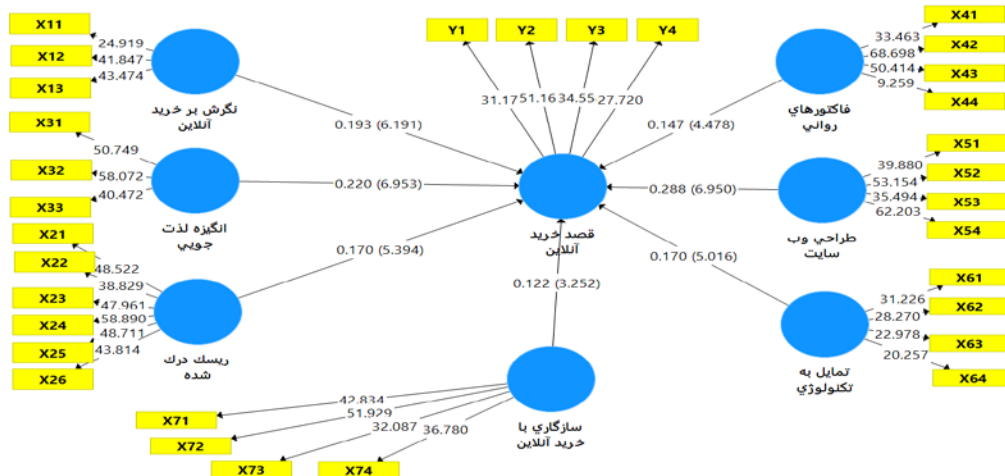 X11
24.919
X12
41.847
X13
43.474
نگرش بر خرید
آنلاین
0.193 (6.191)
X31
50.749
X32
58.072
X33
40.472
انگیزه لذت
جویي
0.220 (6.953)
X21
X22
48.522
38.829
X23
47.961
X24
58.890
X25
48.711
X26
43.814
ریسك درك
شده
0.170 (5.394)
Y1
Y2
Y3
Y4
31.17
51.16
34.55
27.720
قصد خرید
آنلاین
0.122 (3.252)
سازگاري با
خرید آنلاین
X71
42.834
X72
51.929
X73
32.087
X74
36.780
X41
33.463
X42
68.698
X43
50.414
X44
9.259
فاکتورهاي
رواني
0.147 (4.478)
X51
39.880
X52
53.154
X53
35.494
X54
62.203
طراحي وب
سایت
0.288 (6.950)
X61
31.226
X62
28.270
X63
22.978
X64
20.257
تمایل به
تکنولوژي
0.170 (5.016)